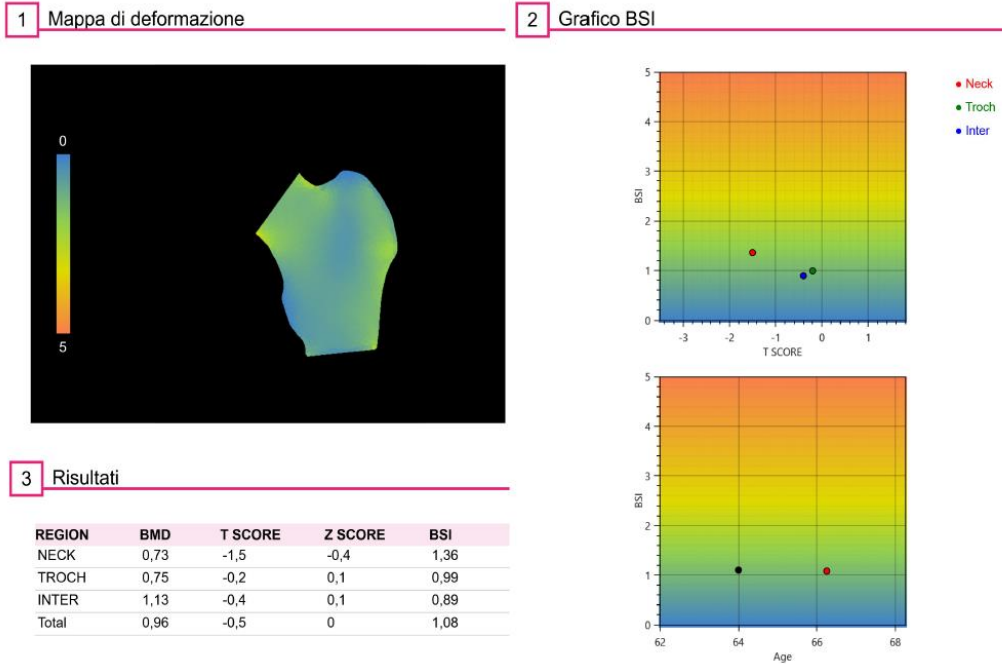 1 Mappa di deformazione
0
5
2 Grafico BSI
5
4
3
2
1
0
BSI
-3 -2 -1 0 1
T SCORE
Neck
Troch
Inter
5
4
3
2
1
0
BSI
62 64 66 68
Age
3 Risultati
REGION BMD T SCORE Z SCORE BSI
NECK 0,73 -1,5 -0,4 1,36
TROCH 0,75 -0,2 0,1 0,99
INTER 1,13 -0,4 0,1 0,89
Total 0,96 -0,5 0 1,08